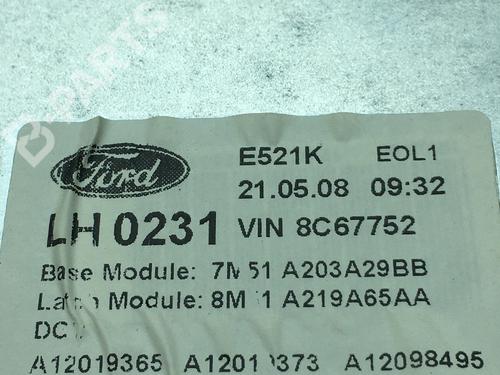 PARTS
Ford
E521K EOL1
21.05.08 09:32
LH 0231 VIN 8C67752
Base Module: 7M51 A203A29BB
Module: A219A65AA
A12019365 A12098495